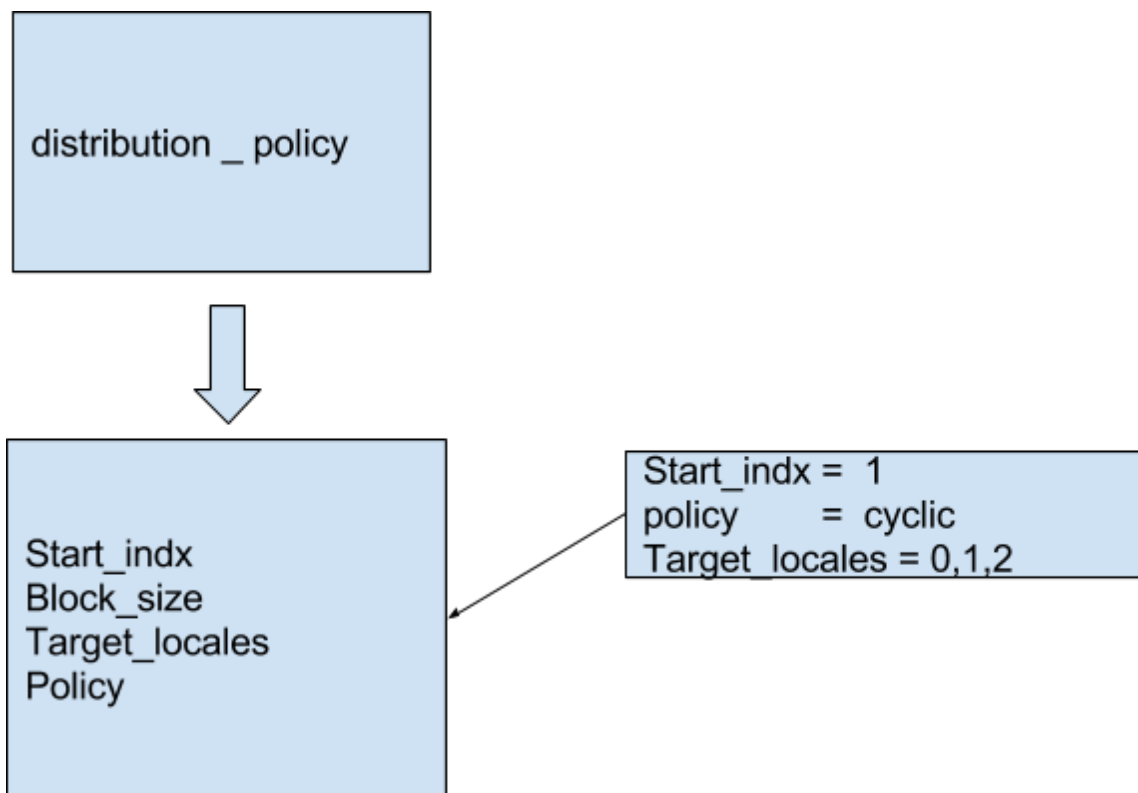 distribution _ policy
Start_indx
Block_size
Target_locales
Policy
Start_indx = 1
policy = cyclic
Target_locales = 0,1,2